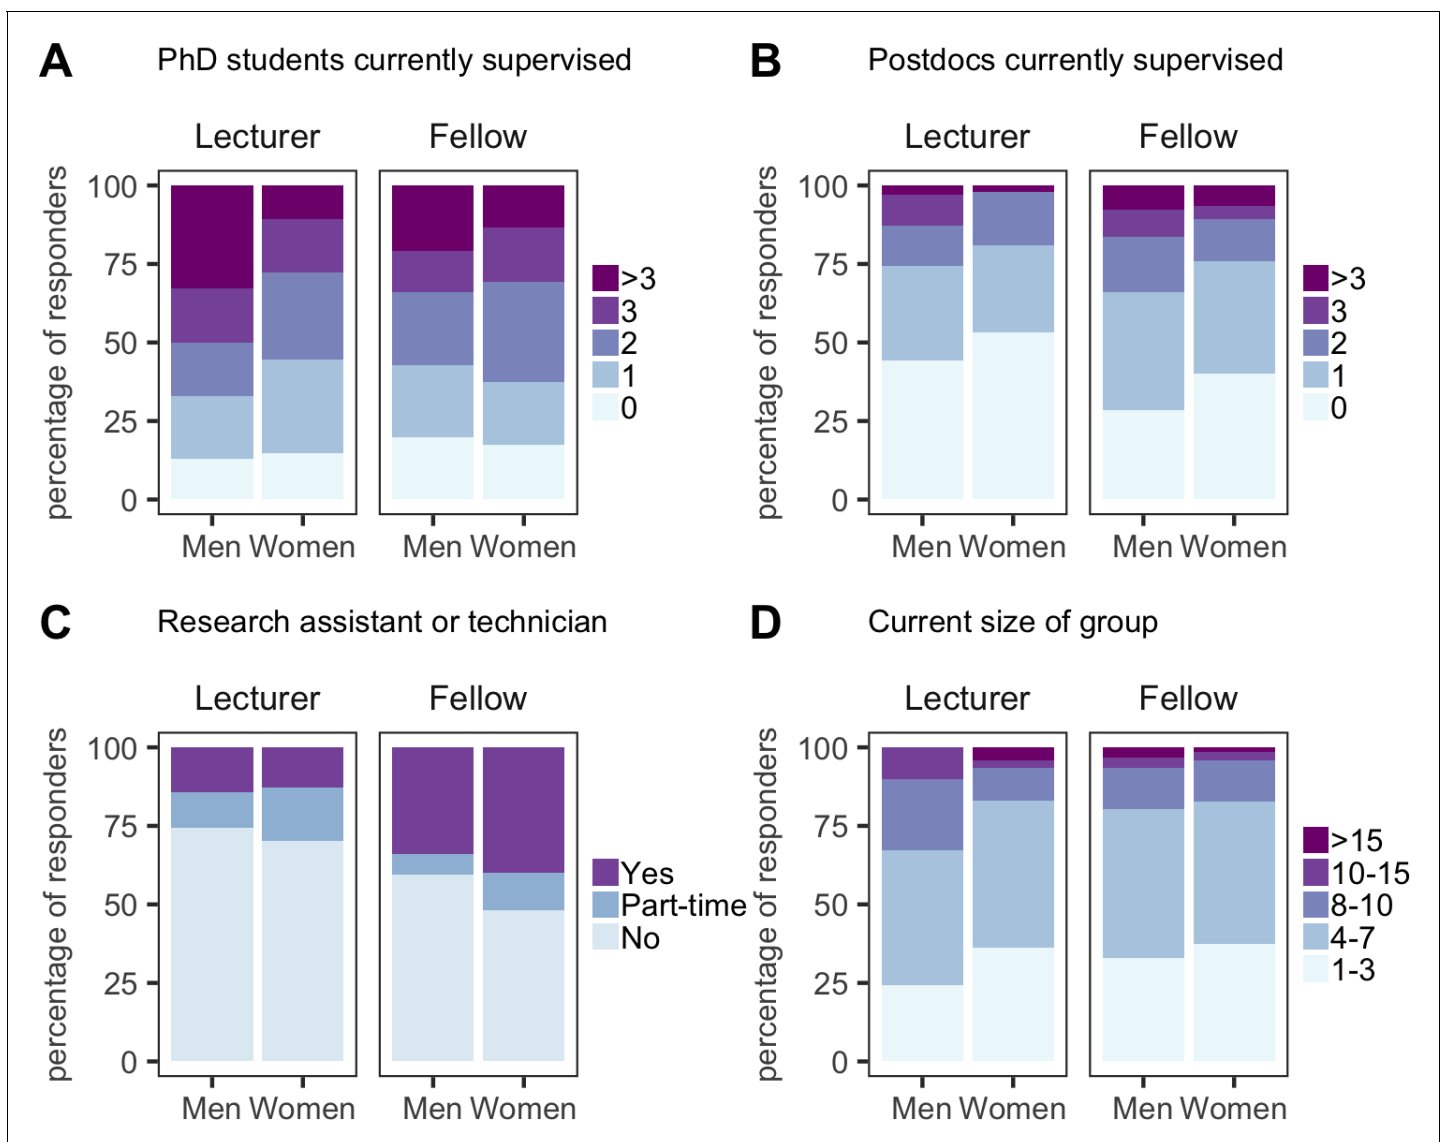 A PhD students currently supervised
Lecturer Fellow
percentage of responders
100
75
50
25
0
Men Women Men Women
>3
3
2
1
0
B Postdocs currently supervised
Lecturer Fellow
percentage of responders
100
75
50
25
0
Men Women Men Women
>3
3
2
1
0
C Research assistant or technician
Lecturer Fellow
percentage of responders
100
75
50
25
0
Men Women Men Women
Yes
Part-time
No
D Current size of group
Lecturer Fellow
percentage of responders
100
75
50
25
0
Men Women Men Women
>15
10-15
8-10
4-7
1-3